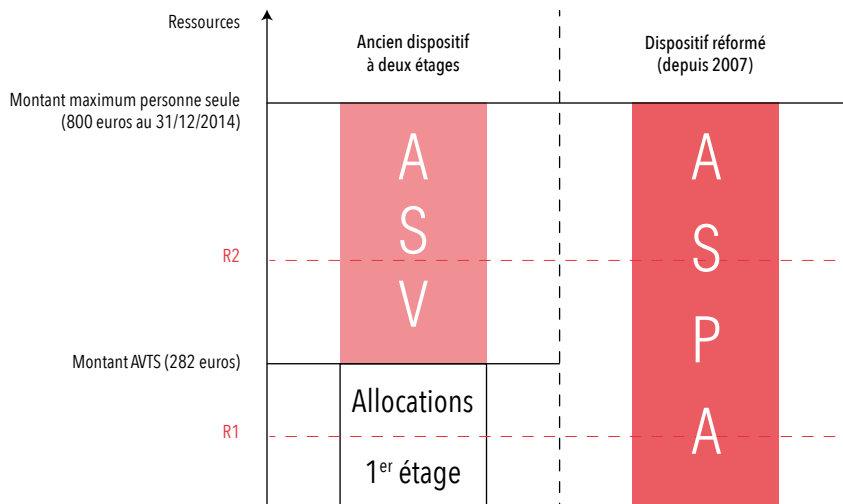 Ressources
Ancien dispositif
à deux étages
Dispositif réformé
(depuis 2007)
Montant maximum personne seule
(800 euros au 31/12/2014)
A
S
V
A
S
P
A
R2
Montant AVTS (282 euros)
Allocations
R1
1er étage